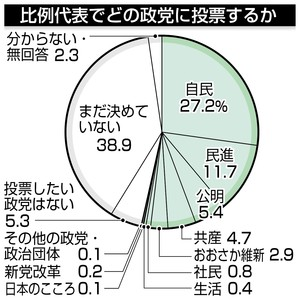 比例代表でどの政党に投票するか
分からない・
無回答 2.3
自民
27.2%
まだ決めて
いない
38.9
民進
11.7
公明
5.4
投票したい
政党はない
5.3
共産 4.7
おおさか維新 2.9
その他の政党・
政治団体 0.1
社民 0.8
新党改革 0.2
生活 0.4
日本のこころ 0.1